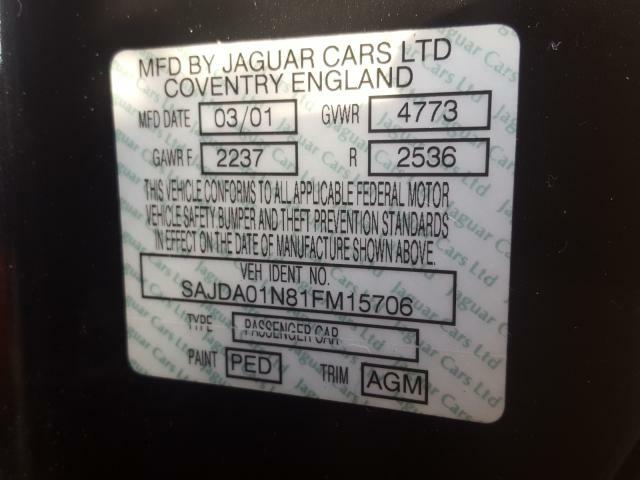 MFD BY JAGUAR CARS LTD
COVENTRY ENGLAND
MFD DATE 03/01 GVWR 4773
GAWR F 2237 R 2536
THIS VEHICLE CONFORMS TO ALL APPLICABLE FEDERAL MOTOR
VEHICLE SAFETY BUMPER AND THEFT PREVENTION STANDARDS
IN EFFECT ON THE DATE OF MANUFACTURE SHOWN ABOVE.
VEH IDENT NO.
SAJDA01N81FM15706
TYPE PASSENGER CAR
PAINT PED TRIM AGM